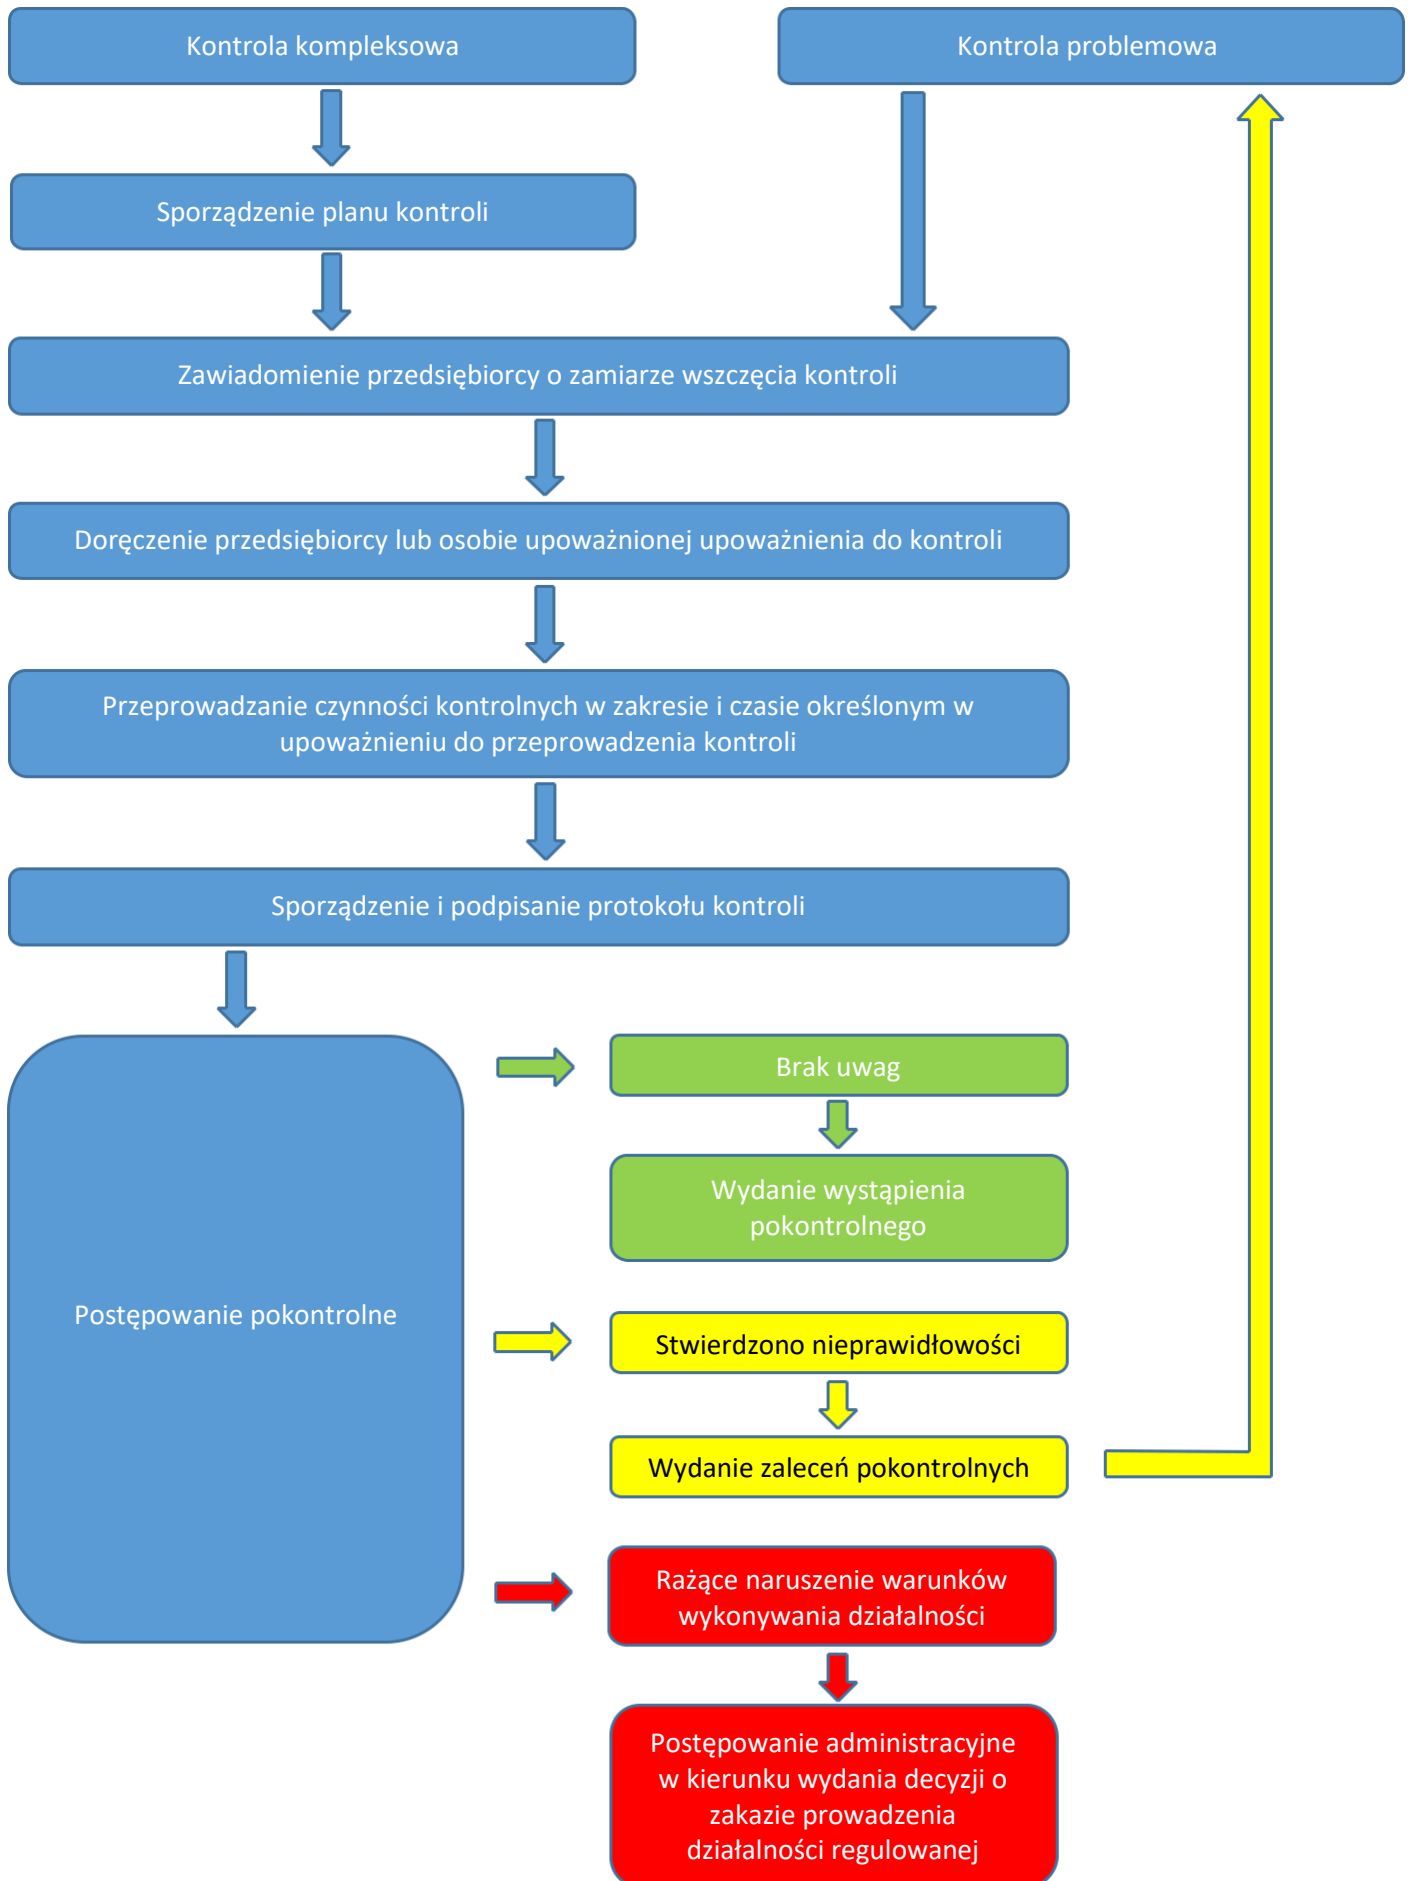 Kontrola kompleksowa
Kontrola problemowa
Sporządzenie planu kontroli
Zawiadomienie przedsiębiorcy o zamiarze wszczęcia kontroli
Doręczenie przedsiębiorcy lub osobie upoważnionej upoważnienia do kontroli
Przeprowadzanie czynności kontrolnych w zakresie i czasie określonym w
upoważnieniu do przeprowadzenia kontroli
Sporządzenie i podpisanie protokołu kontroli
Postępowanie pokontrolne
Brak uwag
Wydanie wystąpienia
pokontrolnego
Stwierdzono nieprawidłowości
Wydanie zaleceń pokontrolnych
Rażące naruszenie warunków
wykonywania działalności
Postępowanie administracyjne
w kierunku wydania decyzji o
zakazie prowadzenia
działalności regulowanej